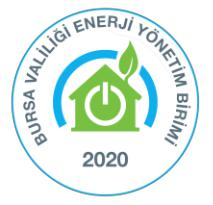 BURSA VALİLİĞİ ENERJİ YÖNETİM BİRİMİ
2020